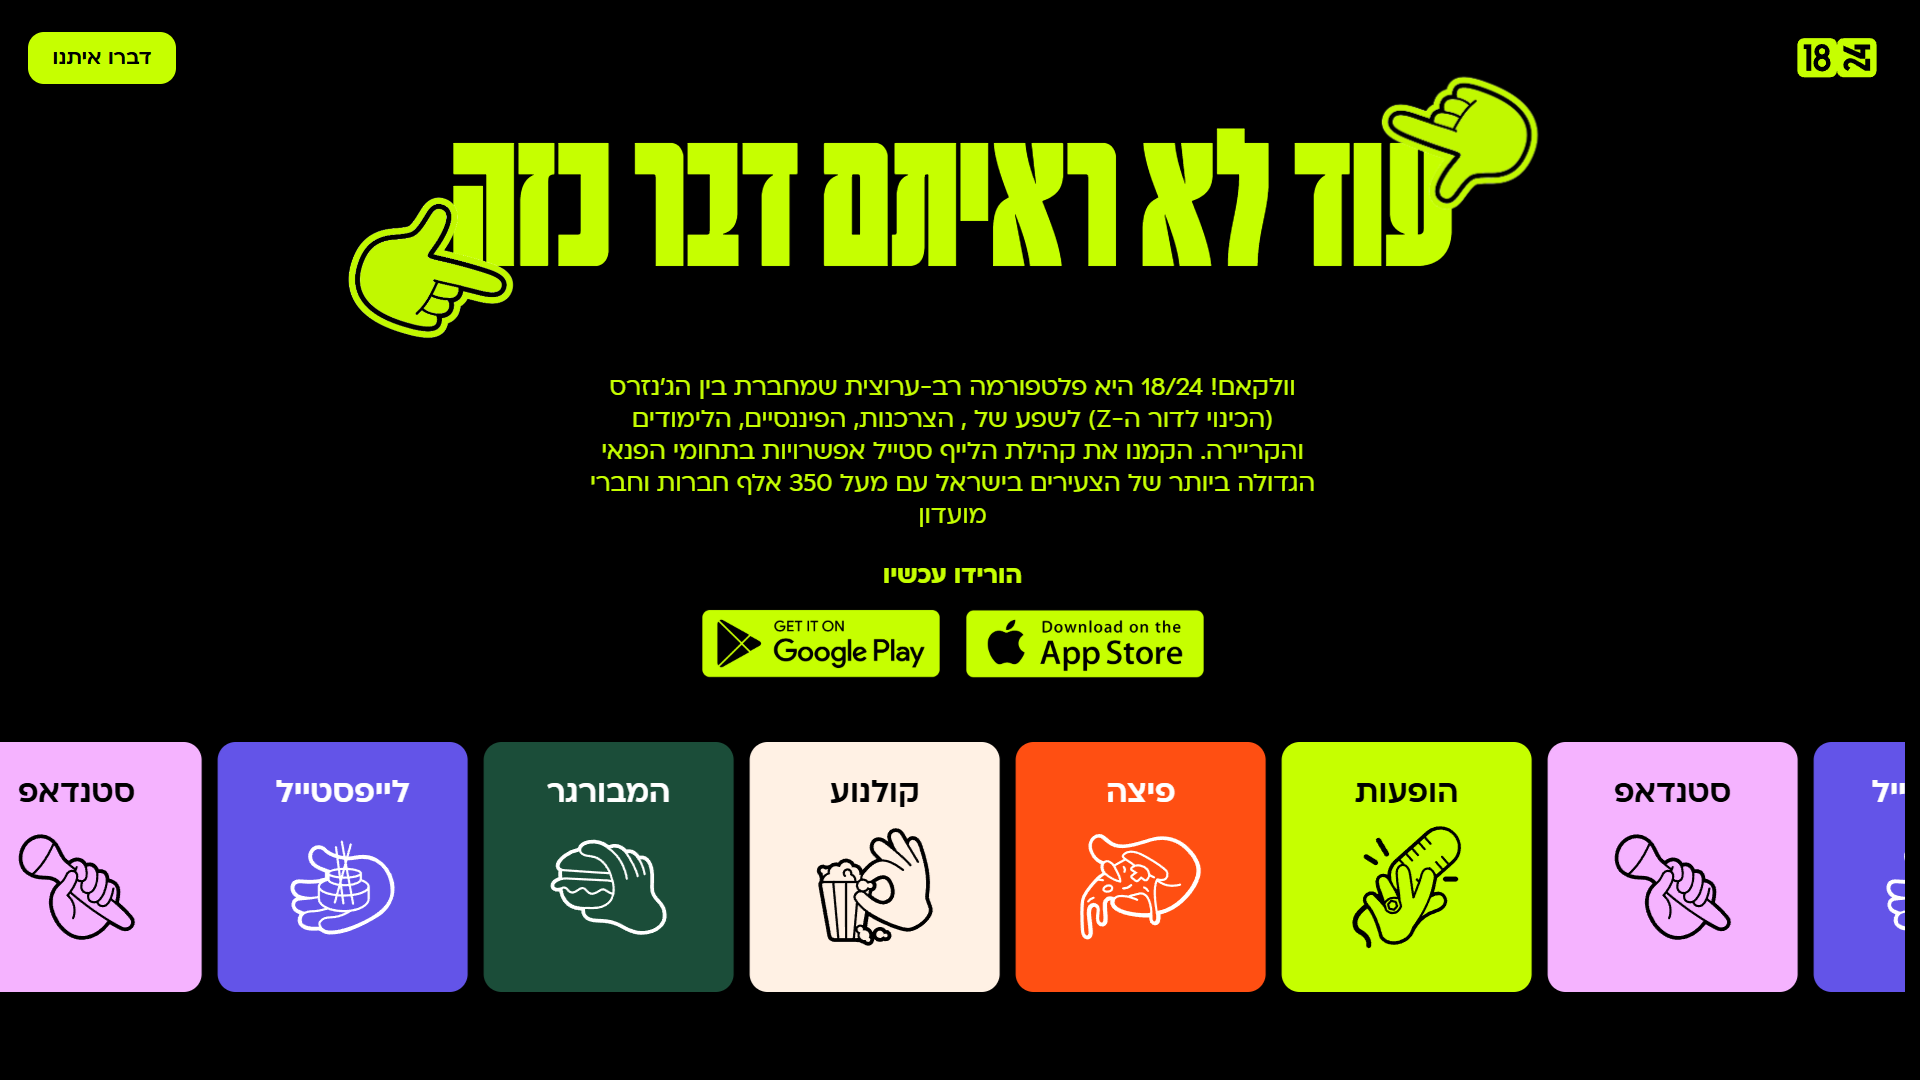 18 24
דברו איתנו
עוד לא ראיתם דבר כזה
וולקאם! 18/24 היא פלטפורמה רב-ערוצית שמחברת בין הג'נזרס
(הכינוי לדור ה-Z) לשפע של , הצרכנות, הפיננסיים, הלימודים
והקריירה. הקמנו את קהילת הלייף סטייל אפשרויות בתחומי הפנאי
הגדולה ביותר של הצעירים בישראל עם מעל 350 אלף חברות וחברי
מועדון
הורידו עכשיו
Download on the
App Store
GET IT ON
Google Play
ייל
סטנדאפ
הופעות
פיצה
קולנוע
המבורגר
לייפסטייל
סטנדאפ